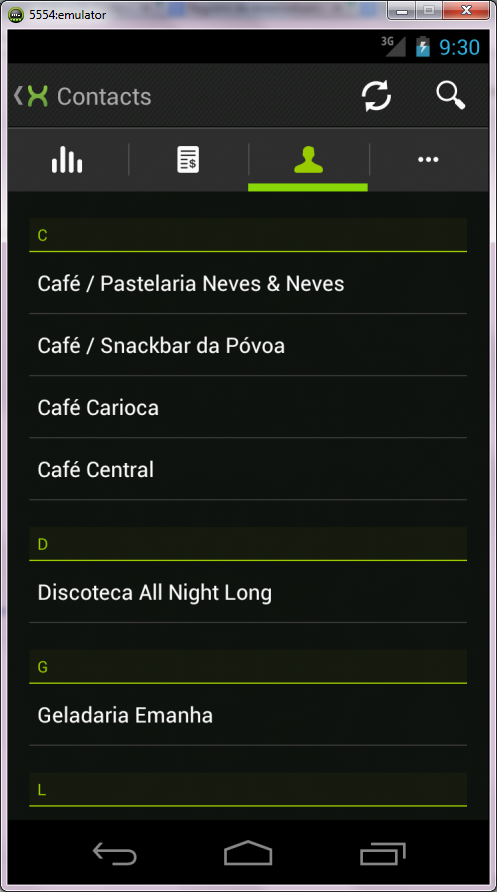 5554:emulator
3G
9:30
Contacts
$
C
Café / Pastelaria Neves & Neves
Café / Snackbar da Póvoa
Café Carioca
Café Central
D
Discoteca All Night Long
G
Geladaria Emanha
L